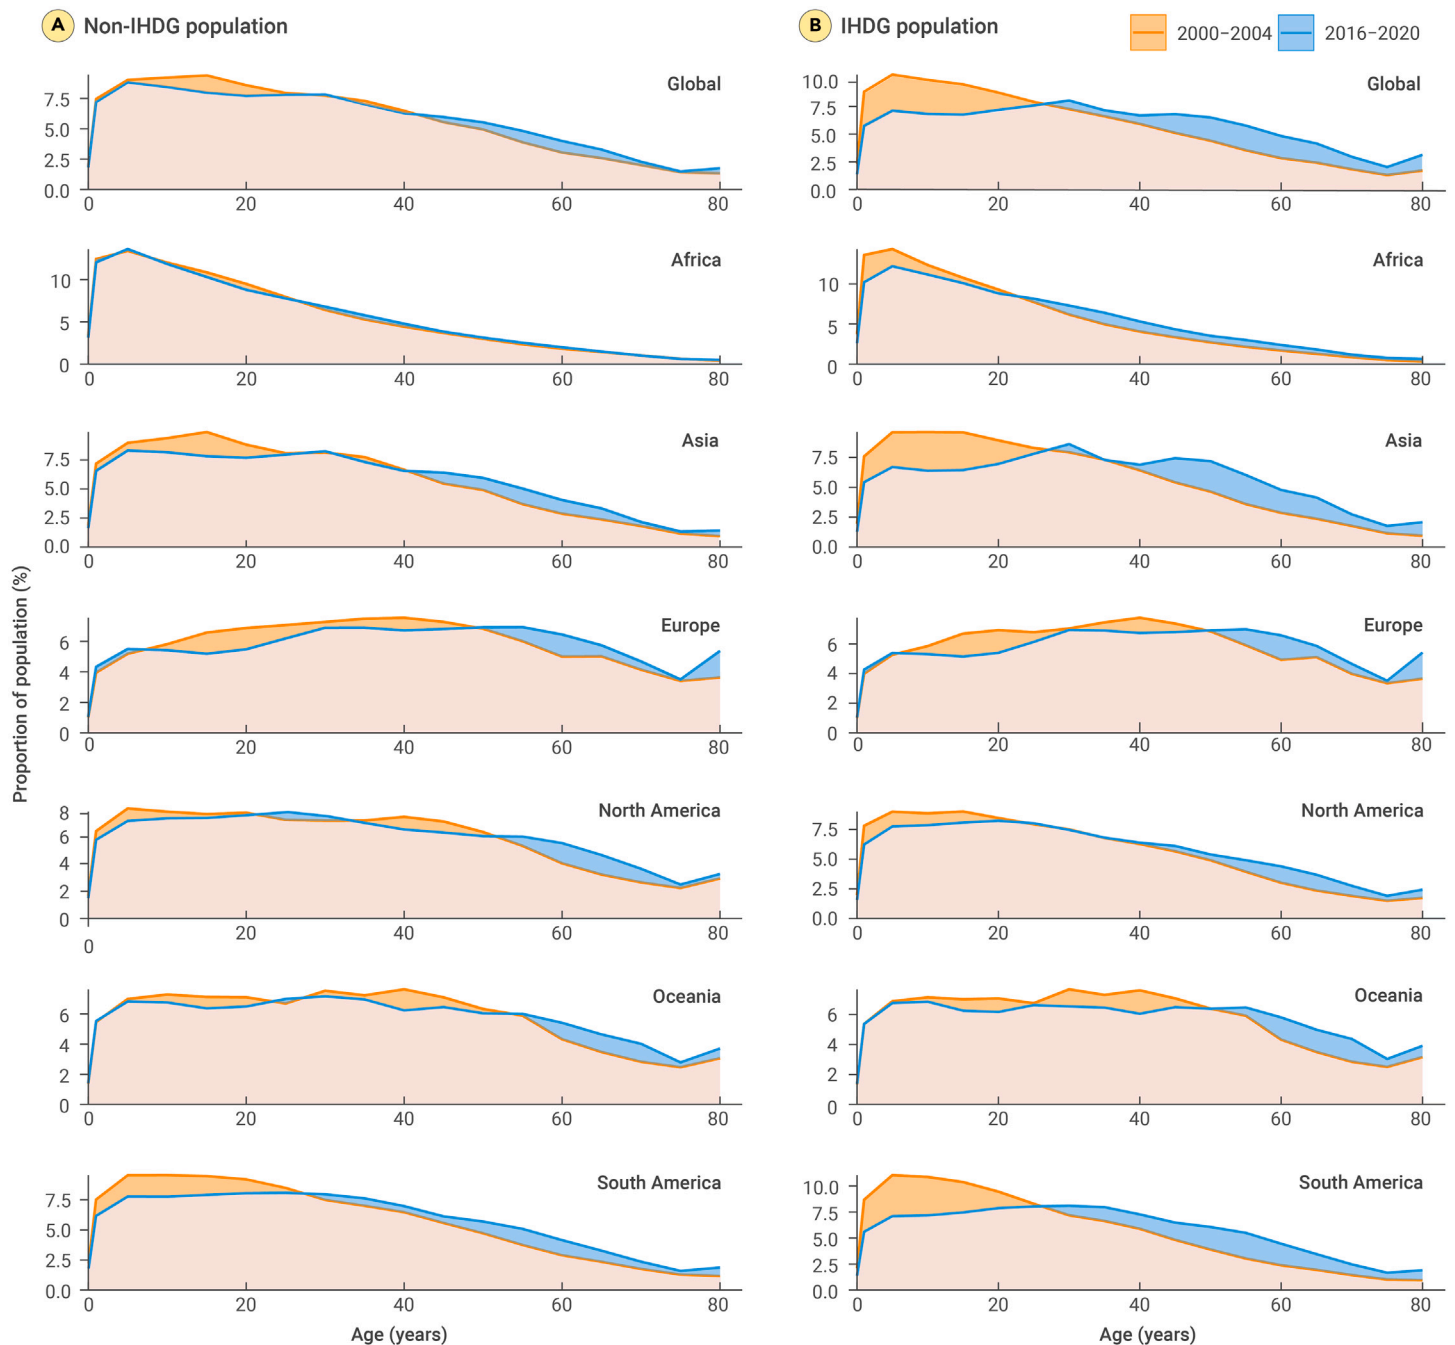 A Non-IHDG population
B IHDG population
2000–2004 2016–2020
Proportion of population (%)
Global
7.5
5.0
2.5
0.0
0 20 40 60 80
Global
10.0
7.5
5.0
2.5
0.0
0 20 40 60 80
Africa
10
5
0
0 20 40 60 80
Africa
10
5
0
0 20 40 60 80
Asia
7.5
5.0
2.5
0.0
0 20 40 60 80
Asia
7.5
5.0
2.5
0.0
0 20 40 60 80
Europe
6
4
2
0
0 20 40 60 80
Europe
6
4
2
0
0 20 40 60 80
North America
8
6
4
2
0
0 20 40 60 80
North America
7.5
5.0
2.5
0.0
0 20 40 60 80
Oceania
6
4
2
0
0 20 40 60 80
Oceania
6
4
2
0
0 20 40 60 80
South America
7.5
5.0
2.5
0.0
0 20 40 60 80
Age (years)
South America
10.0
7.5
5.0
2.5
0.0
0 20 40 60 80
Age (years)